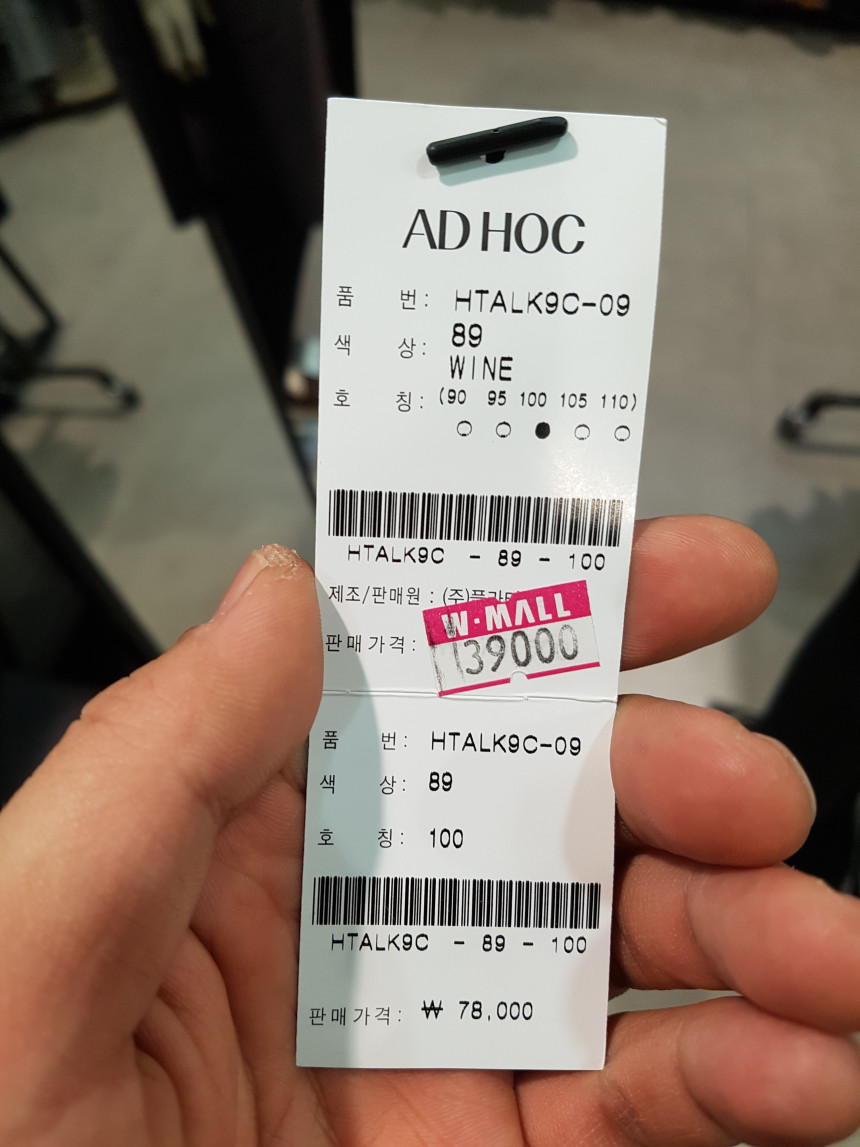 AD HOC
품 번: HTALK9C-09
색 상: 89
WINE
호 칭: (90 95 100 105 110)
HTALK9C - 89 - 100
제조/판매원 : (주)
W·MALL
판매가격: 39000
품 번: HTALK9C-09
색 상: 89
호 칭: 100
HTALK9C - 89 - 100
판매가격: ₩ 78,000